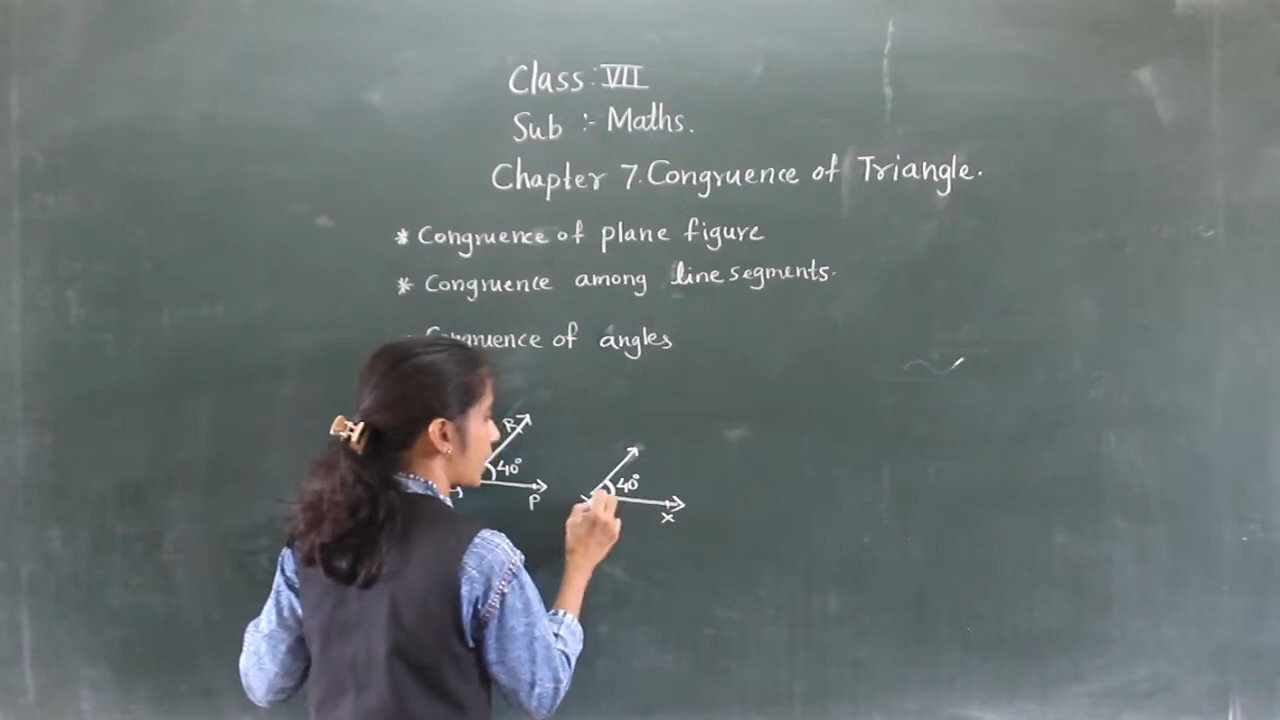 Class : VII
Sub :- Maths.
Chapter 7. Congruence of Triangle.
* Congruence of plane figure
* Congruence among line segments.
Congruence of angles
R
40°
P
40°
X